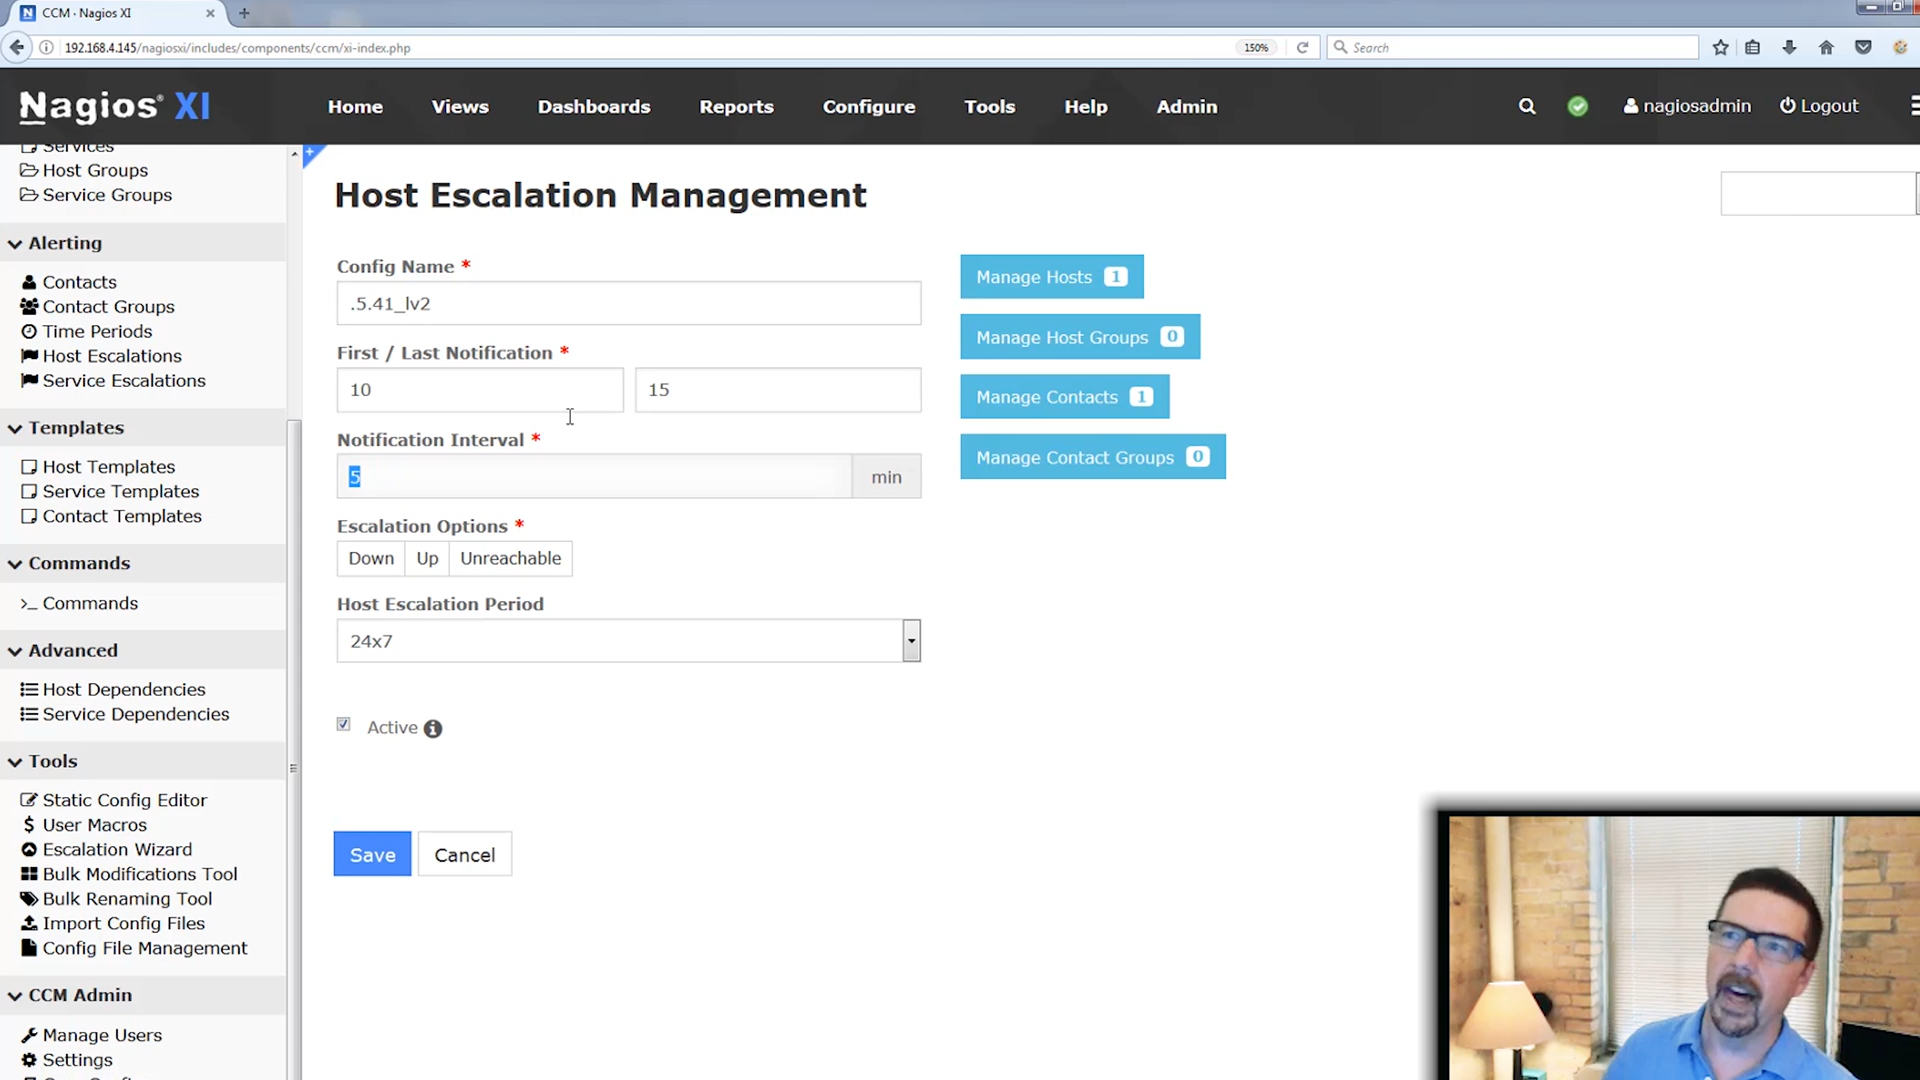 CCM · Nagios XI
192.168.4.145/nagiosxi/includes/components/ccm/xi-index.php
150%
Search
Nagios® XI
Home
Views
Dashboards
Reports
Configure
Tools
Help
Admin
nagiosadmin
Logout
Services
Host Groups
Service Groups
Alerting
Contacts
Contact Groups
Time Periods
Host Escalations
Service Escalations
Templates
Host Templates
Service Templates
Contact Templates
Commands
>_ Commands
Advanced
Host Dependencies
Service Dependencies
Tools
Static Config Editor
$ User Macros
Escalation Wizard
Bulk Modifications Tool
Bulk Renaming Tool
Import Config Files
Config File Management
CCM Admin
Manage Users
Settings
Host Escalation Management
Config Name *
.5.41_lv2
First / Last Notification *
10
15
Notification Interval *
5
min
Escalation Options *
Down
Up
Unreachable
Host Escalation Period
24x7
Active
Save
Cancel
Manage Hosts 1
Manage Host Groups 0
Manage Contacts 1
Manage Contact Groups 0